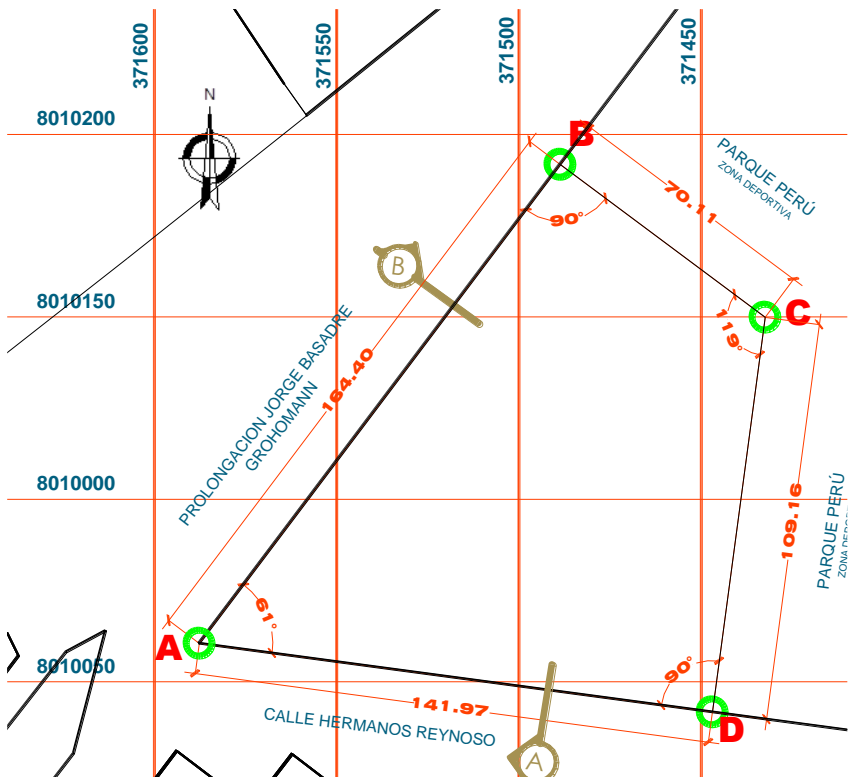 371600
371550
371500
371450
N
8010200
B
PARQUE PERÚ
ZONA DEPORTIVA
70.11
90°
B
8010150
C
119°
PROLONGACION JORGE BASADRE
GROHOMANN
164.40
8010000
109.16
PARQUE PERÚ
61°
A
8010050
90°
141.97
CALLE HERMANOS REYNOSO
D
A